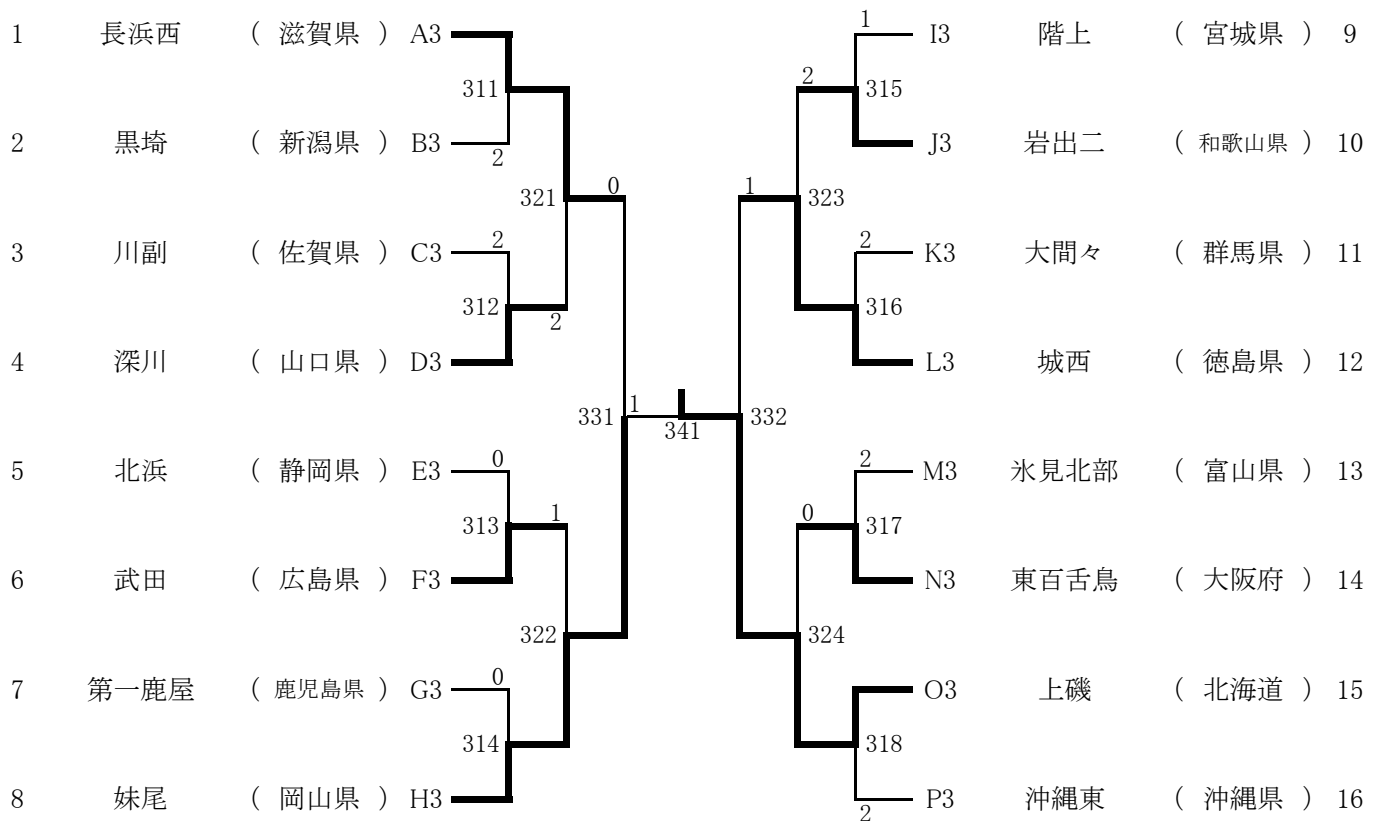 1
1 長浜西 ( 滋賀県 ) A3 I3 階上 ( 宮城県 ) 9
2
311 315
2 黒埼 ( 新潟県 ) B3 J3 岩出二 ( 和歌山県 ) 10
2
321 0 1 323
2 2
3 川副 ( 佐賀県 ) C3 K3 大間々 ( 群馬県 ) 11
312 316
2
4 深川 ( 山口県 ) D3 L3 城西 ( 徳島県 ) 12
331 1 341 332
0 2
5 北浜 ( 静岡県 ) E3 M3 氷見北部 ( 富山県 ) 13
1 0
313 317
6 武田 ( 広島県 ) F3 N3 東百舌鳥 ( 大阪府 ) 14
322 324
0
7 第一鹿屋 ( 鹿児島県 ) G3 O3 上磯 ( 北海道 ) 15
314 318
8 妹尾 ( 岡山県 ) H3 P3 沖縄東 ( 沖縄県 ) 16
2